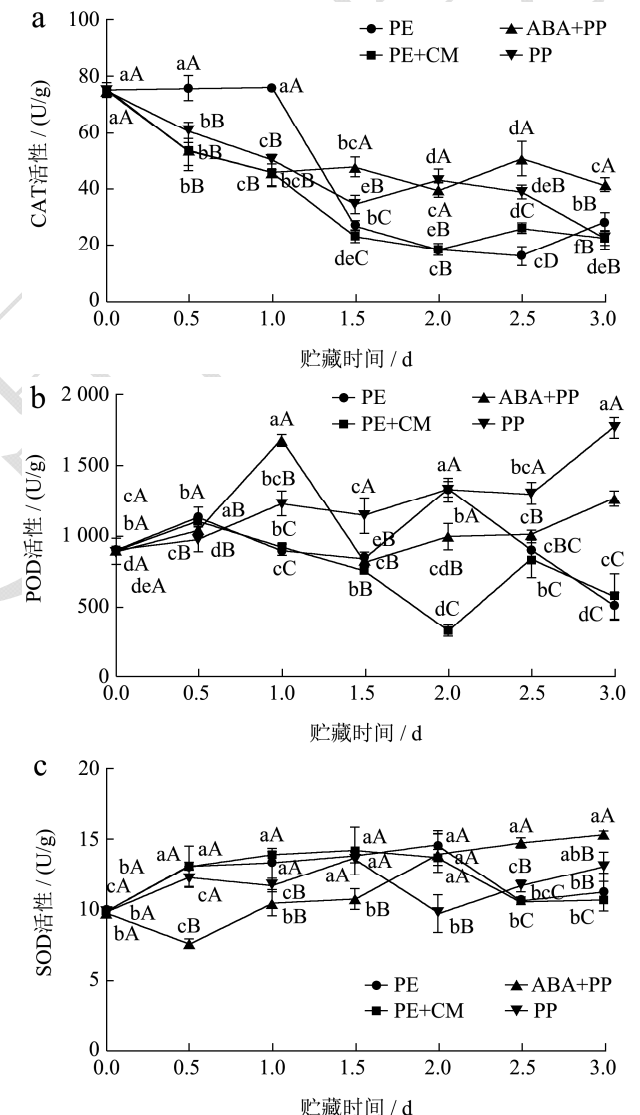 a
PE ABA+PP
PE+CM PP
CAT活性 / (U/g)
100
80
60
40
20
0
aA aA aA
aA bB cB bcA dA dA cA
bB cB bcB eB deB bB
bB bC cA dC
deC eB cB cD fB deB
0.0 0.5 1.0 1.5 2.0 2.5 3.0
贮藏时间 / d
b
PE ABA+PP
PE+CM PP
POD活性 / (U/g)
2 000
1 500
1 000
500
0
cA bA aA aA aA
bA aB bcB cA bcA
dA cB dB bC eB bA cB cC
deA cC cB cdB cBC
bB dC bC dC
0.0 0.5 1.0 1.5 2.0 2.5 3.0
贮藏时间 / d
c
SOD活性 / (U/g)
20
15
10
5
0
bA aA aA aA aA aA aA aA
cA aA aA aA cB abB
bA cA cB aA aA bcC bB
bA cB bB bB bB bC bC
PE ABA+PP
PE+CM PP
0.0 0.5 1.0 1.5 2.0 2.5 3.0
贮藏时间 / d